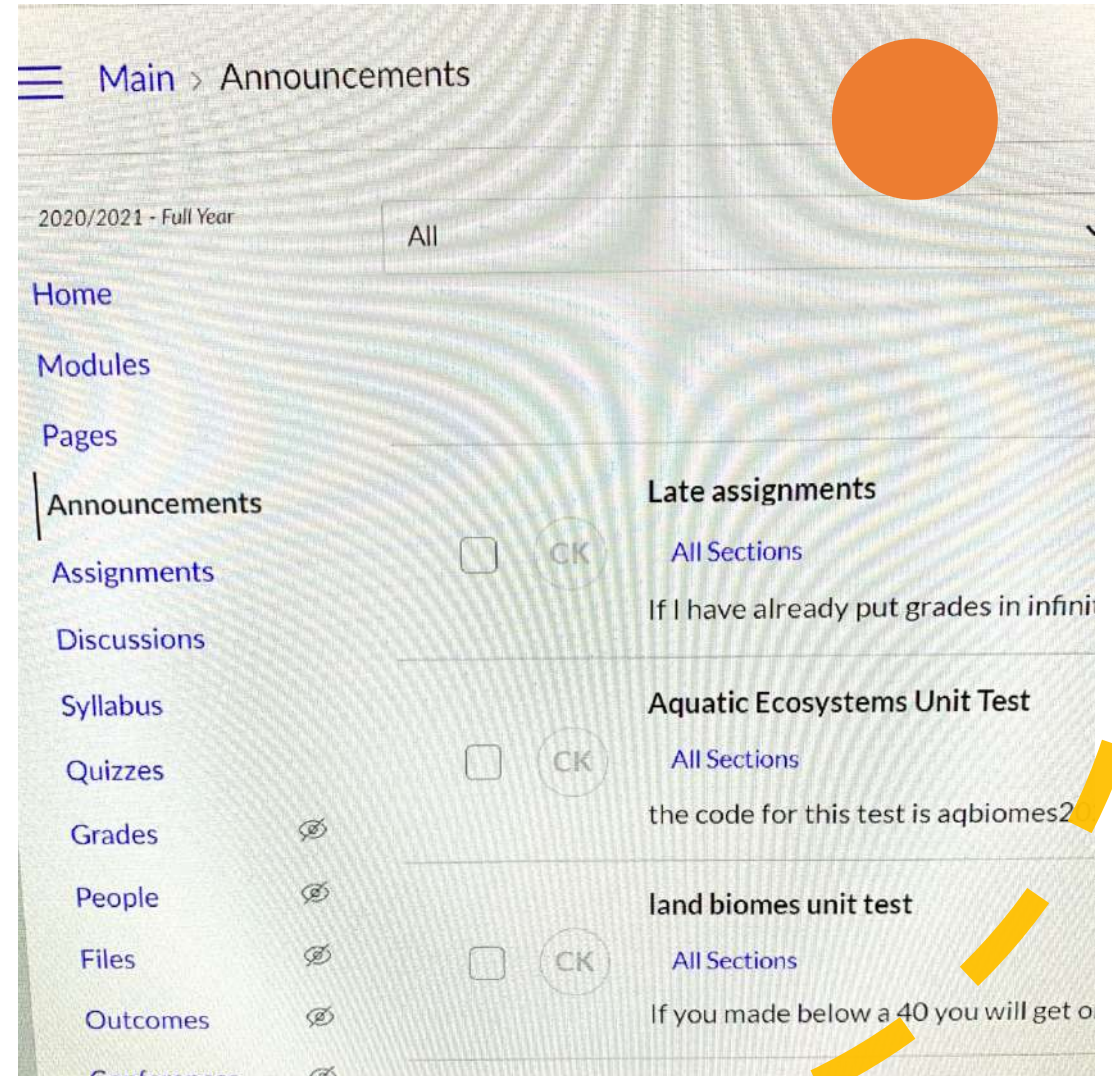 Main > Announcements
2020/2021 - Full Year
All
Home
Modules
Pages
Announcements
Assignments
Discussions
Syllabus
Quizzes
Grades
People
Files
Outcomes
Late assignments
CK
All Sections
If I have already put grades in
Aquatic Ecosystems Unit Test
CK
All Sections
the code for this test is
land biomes unit test
CK
All Sections
If you made below a 40 you will get